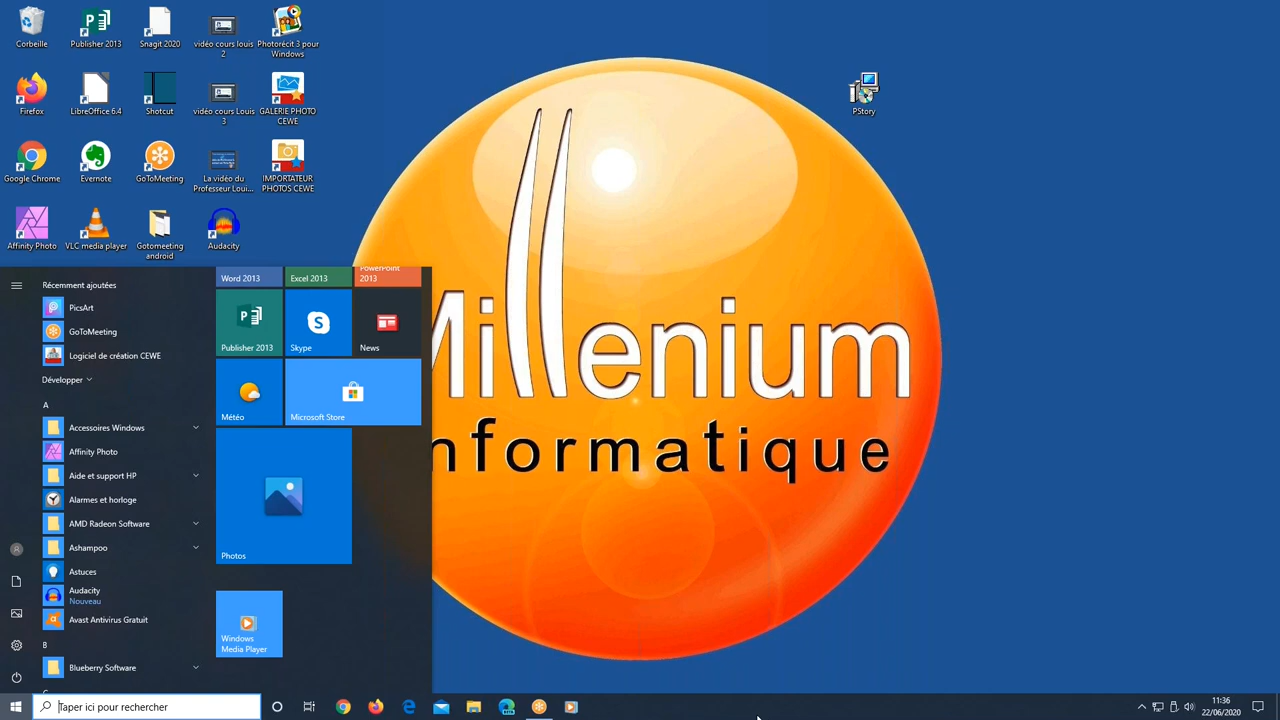 Corbeille
Publisher 2013
Snagit 2020
vidéo cours louis
2
Photorécit 3 pour
Windows
Firefox
LibreOffice 6.4
Shotcut
vidéo cours Louis
3
GALERIE PHOTO
CEWE
PStory
Google Chrome
Evernote
GoToMeeting
La vidéo du
Professeur Loui...
IMPORTATEUR
PHOTOS CEWE
Affinity Photo
VLC media player
Gotomeeting
android
Audacity
Millenium
nformatique
Récemment ajoutées
PicsArt
GoToMeeting
Logiciel de création CEWE
Développer
A
Accessoires Windows
Affinity Photo
Aide et support HP
Alarmes et horloge
AMD Radeon Software
Ashampoo
Astuces
Audacity
Nouveau
Avast Antivirus Gratuit
B
Blueberry Software
Word 2013
Excel 2013
PowerPoint
2013
Publisher 2013
Skype
News
Météo
Microsoft Store
Photos
Windows
Media Player
Taper ici pour rechercher
11:36
22/06/2020